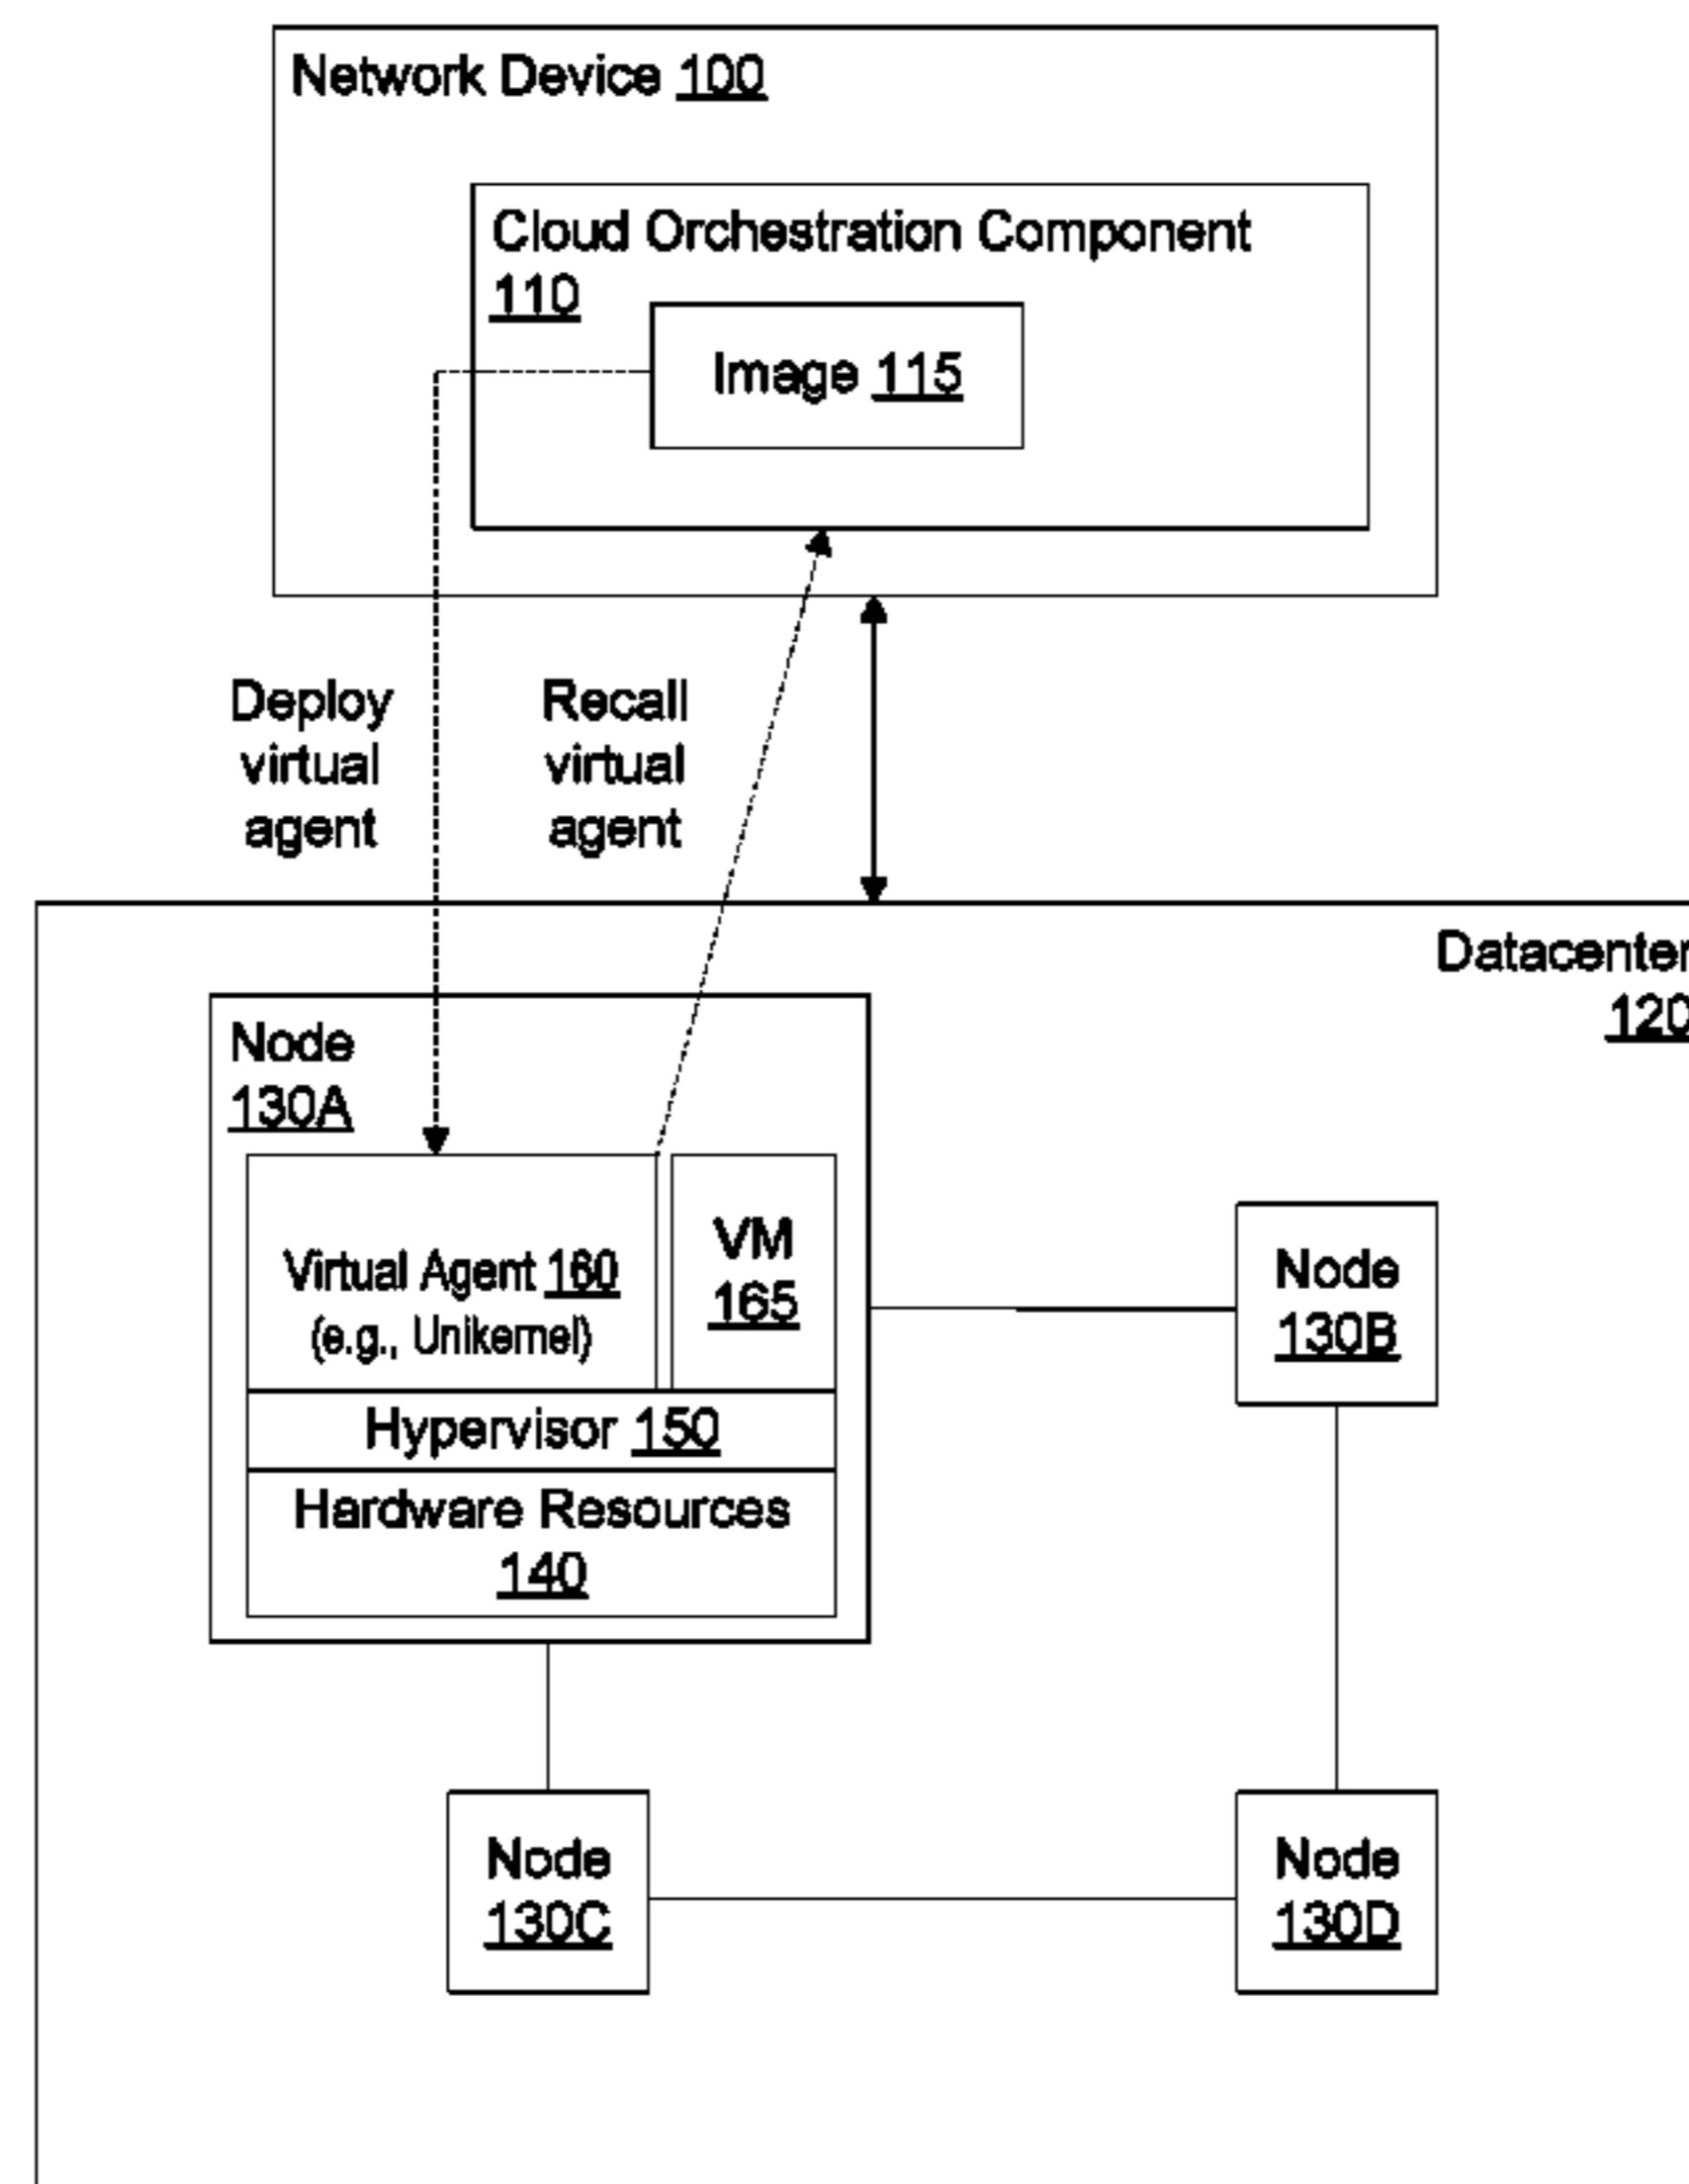 Network Device 100
Cloud Orchestration Component
110
Image 115
Deploy
virtual
agent
Recall
virtual
agent
Datacenter
120
Node
130A
Virtual Agent 160
(e.g., Unikernel)
VM
165
Hypervisor 150
Hardware Resources
140
Node
130B
Node
130C
Node
130D